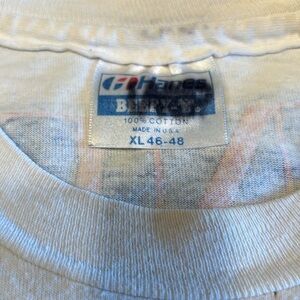 Hanes
BEEFY-T®
100% COTTON
MADE IN U.S.A.
XL 46-48